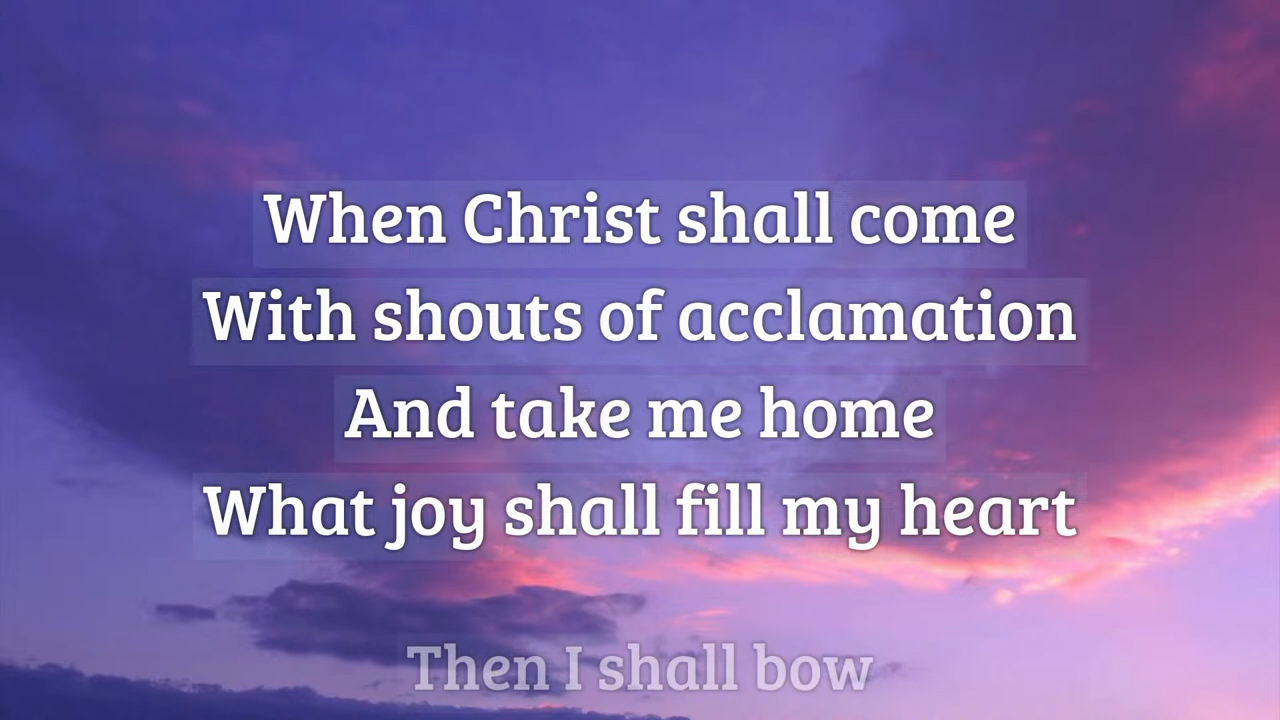 When Christ shall come
With shouts of acclamation
And take me home
What joy shall fill my heart
Then I shall bow